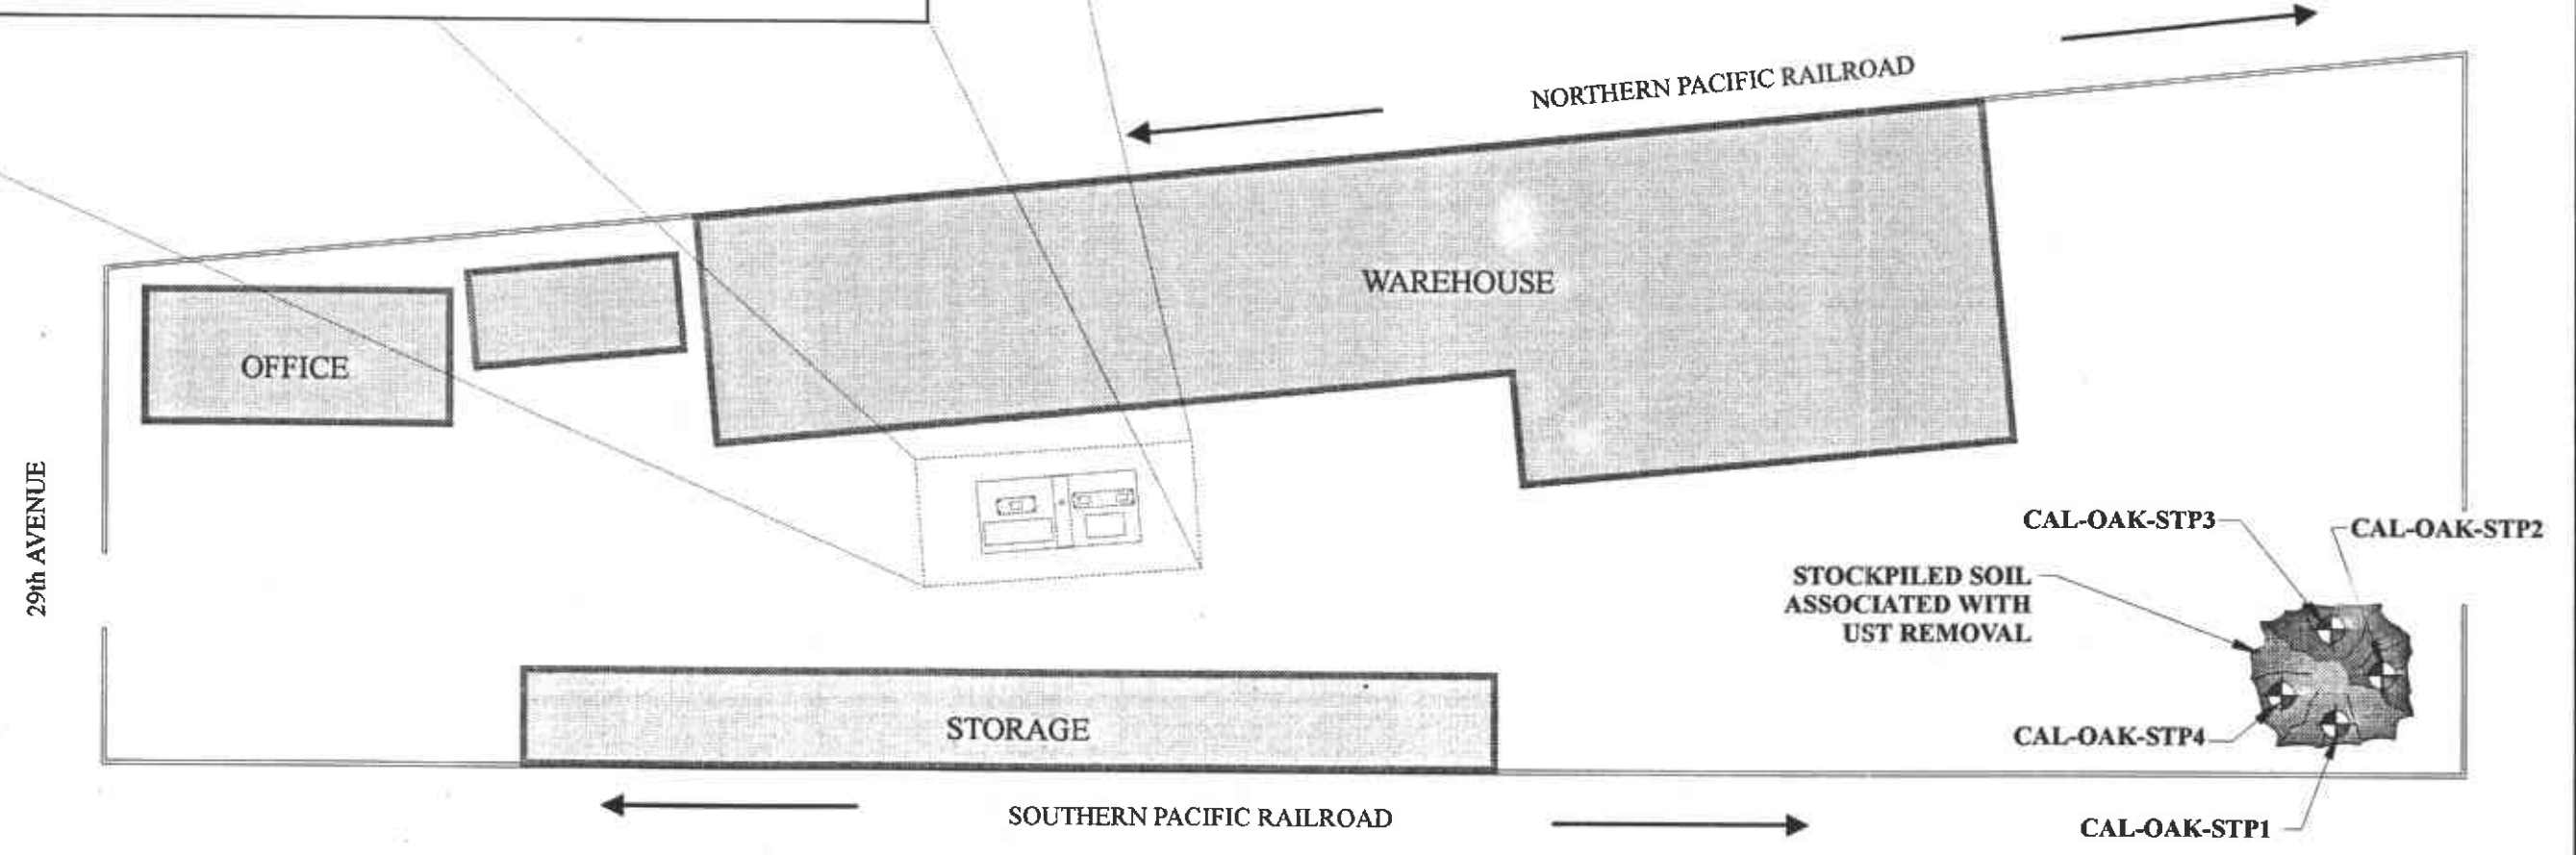 NORTHERN PACIFIC RAILROAD
WAREHOUSE
OFFICE
29th AVENUE
CAL-OAK-STP3
CAL-OAK-STP2
STOCKPILED SOIL
ASSOCIATED WITH
UST REMOVAL
STORAGE
CAL-OAK-STP4
SOUTHERN PACIFIC RAILROAD
CAL-OAK-STP1